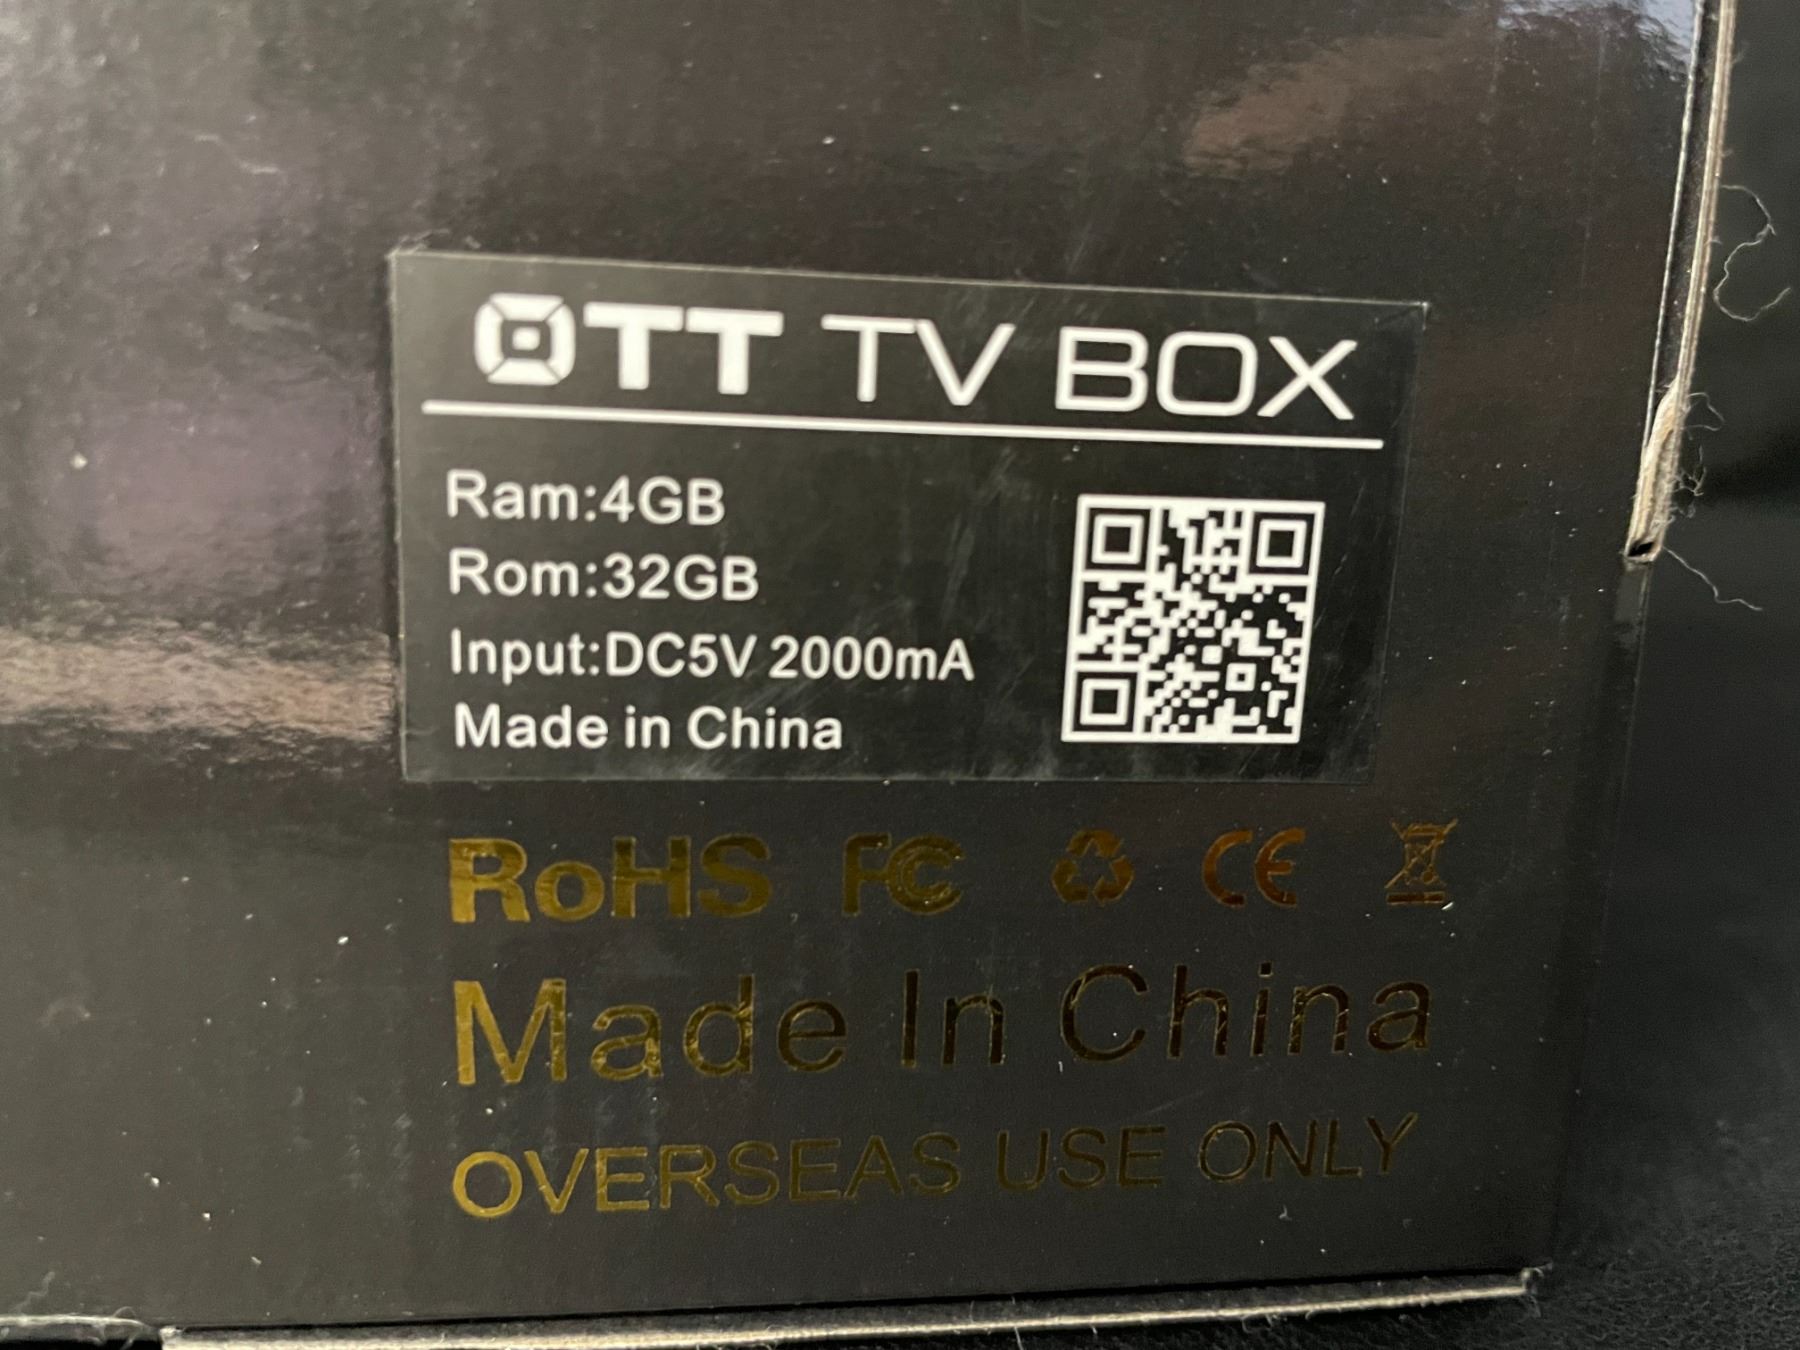 OTT TV BOX
Ram:4GB
Rom:32GB
Input:DC5V 2000mA
Made in China
RoHS FC CE
Made In China
OVERSEAS USE ONLY